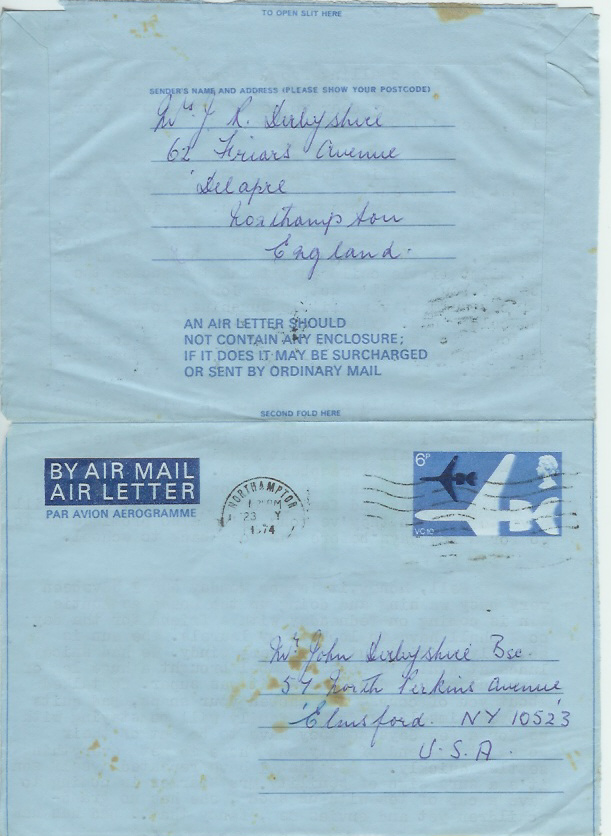 TO OPEN SLIT HERE
SENDER'S NAME AND ADDRESS (PLEASE SHOW YOUR POSTCODE)
Mrs. J R. Derbyshire
62 Friars Avenue
Delapre
Northampton
England.
AN AIR LETTER SHOULD
NOT CONTAIN ANY ENCLOSURE;
IF IT DOES IT MAY BE SURCHARGED
OR SENT BY ORDINARY MAIL
SECOND FOLD HERE
BY AIR MAIL
AIR LETTER
PAR AVION AEROGRAMME
NORTHAMPTON
PM
23 Y
1974
6P
VC10
Mr John Derbyshire Bsc.
57 North Perkins Avenue
Elmsford. NY 10523
U.S.A.